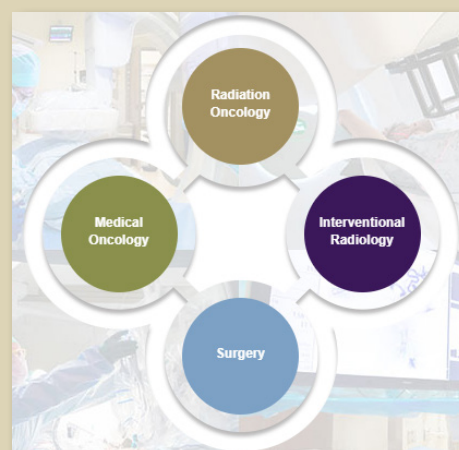 Radiation
Oncology
Medical
Oncology
Interventional
Radiology
Surgery